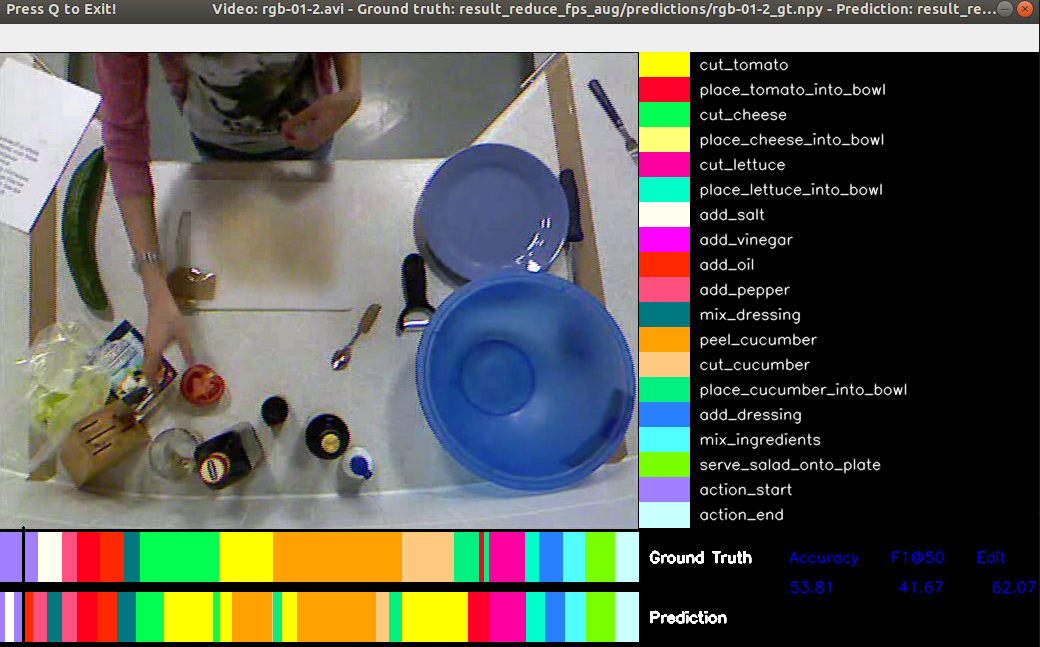 Press Q to Exit!
Video: rgb-01-2.avi - Ground truth: result_reduce_fps_aug/predictions/rgb-01-2_gt.npy - Prediction: result_re...
cut_tomato
place_tomato_into_bowl
cut_cheese
place_cheese_into_bowl
cut_lettuce
place_lettuce_into_bowl
add_salt
add_vinegar
add_oil
add_pepper
mix_dressing
peel_cucumber
cut_cucumber
place_cucumber_into_bowl
add_dressing
mix_ingredients
serve_salad_onto_plate
action_start
action_end
Ground Truth
Accuracy F1@50 Edit
53.81 41.67 62.07
Prediction